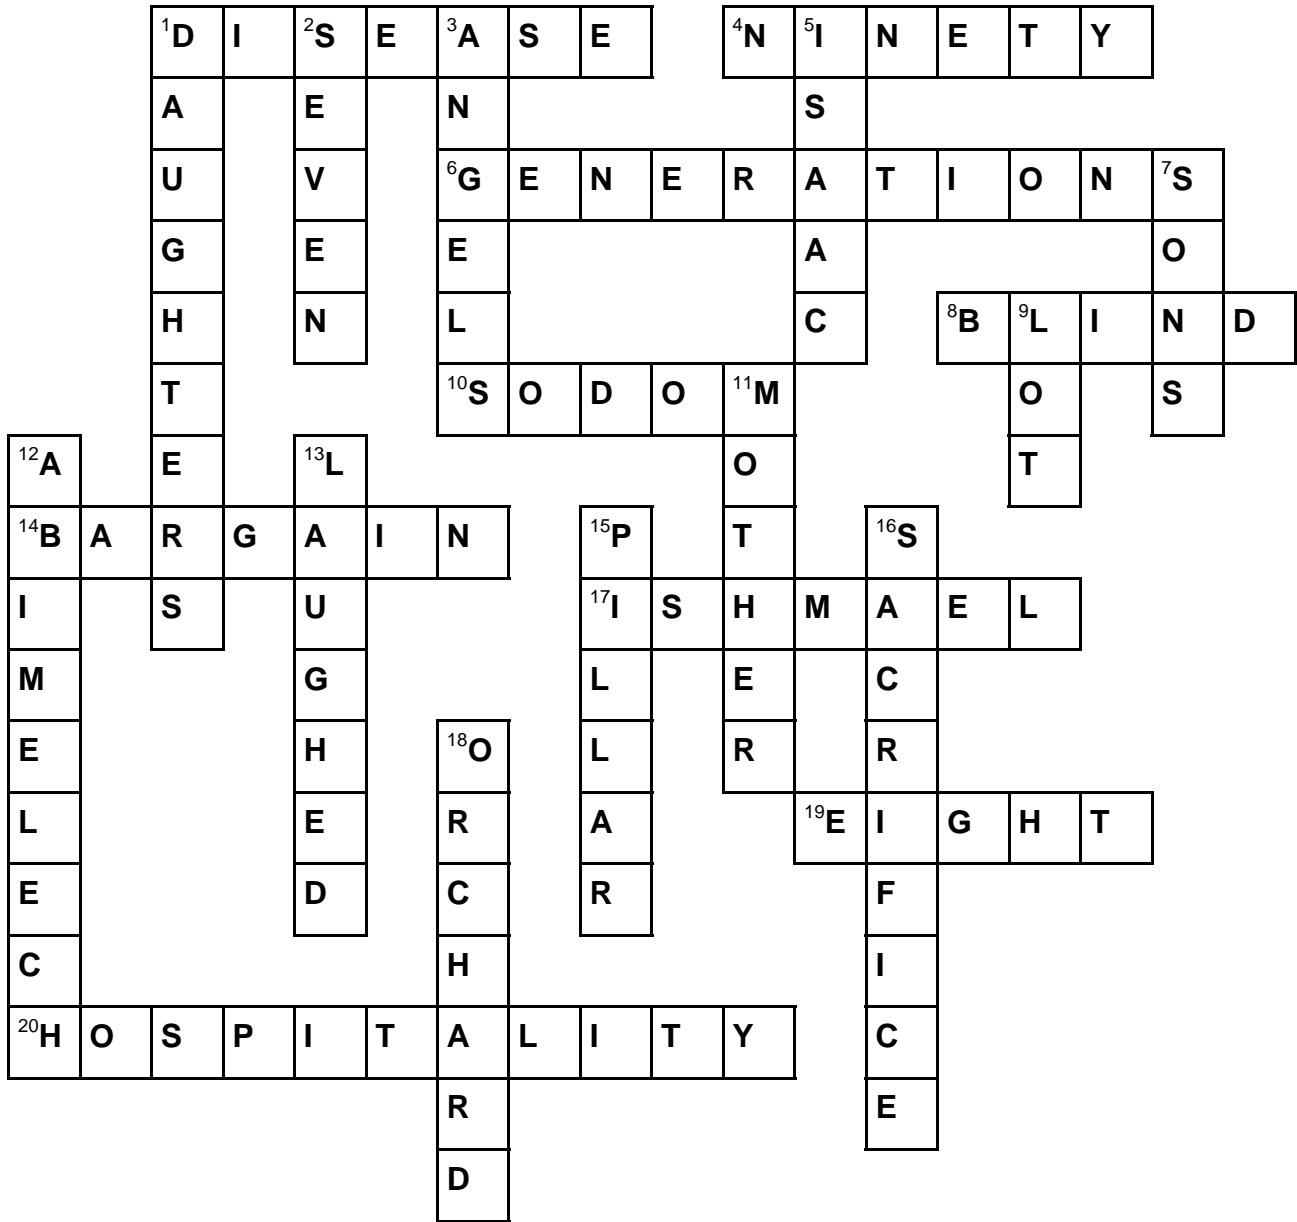 1D I 2S E 3A S E 4N 5I N E T Y
A E N S
U V 6G E N E R A T I O N 7S
G E E A O
H N L C 8B 9L I N D
T 10S O D O 11M O S
12A E 13L O T
14B A R G A I N 15P T 16S
I S U 17I S H M A E L
M G L E C
E H 18O L R R
L E R A 19E I G H T
E D C R F
C H I
20H O S P I T A L I T Y C
R E
D